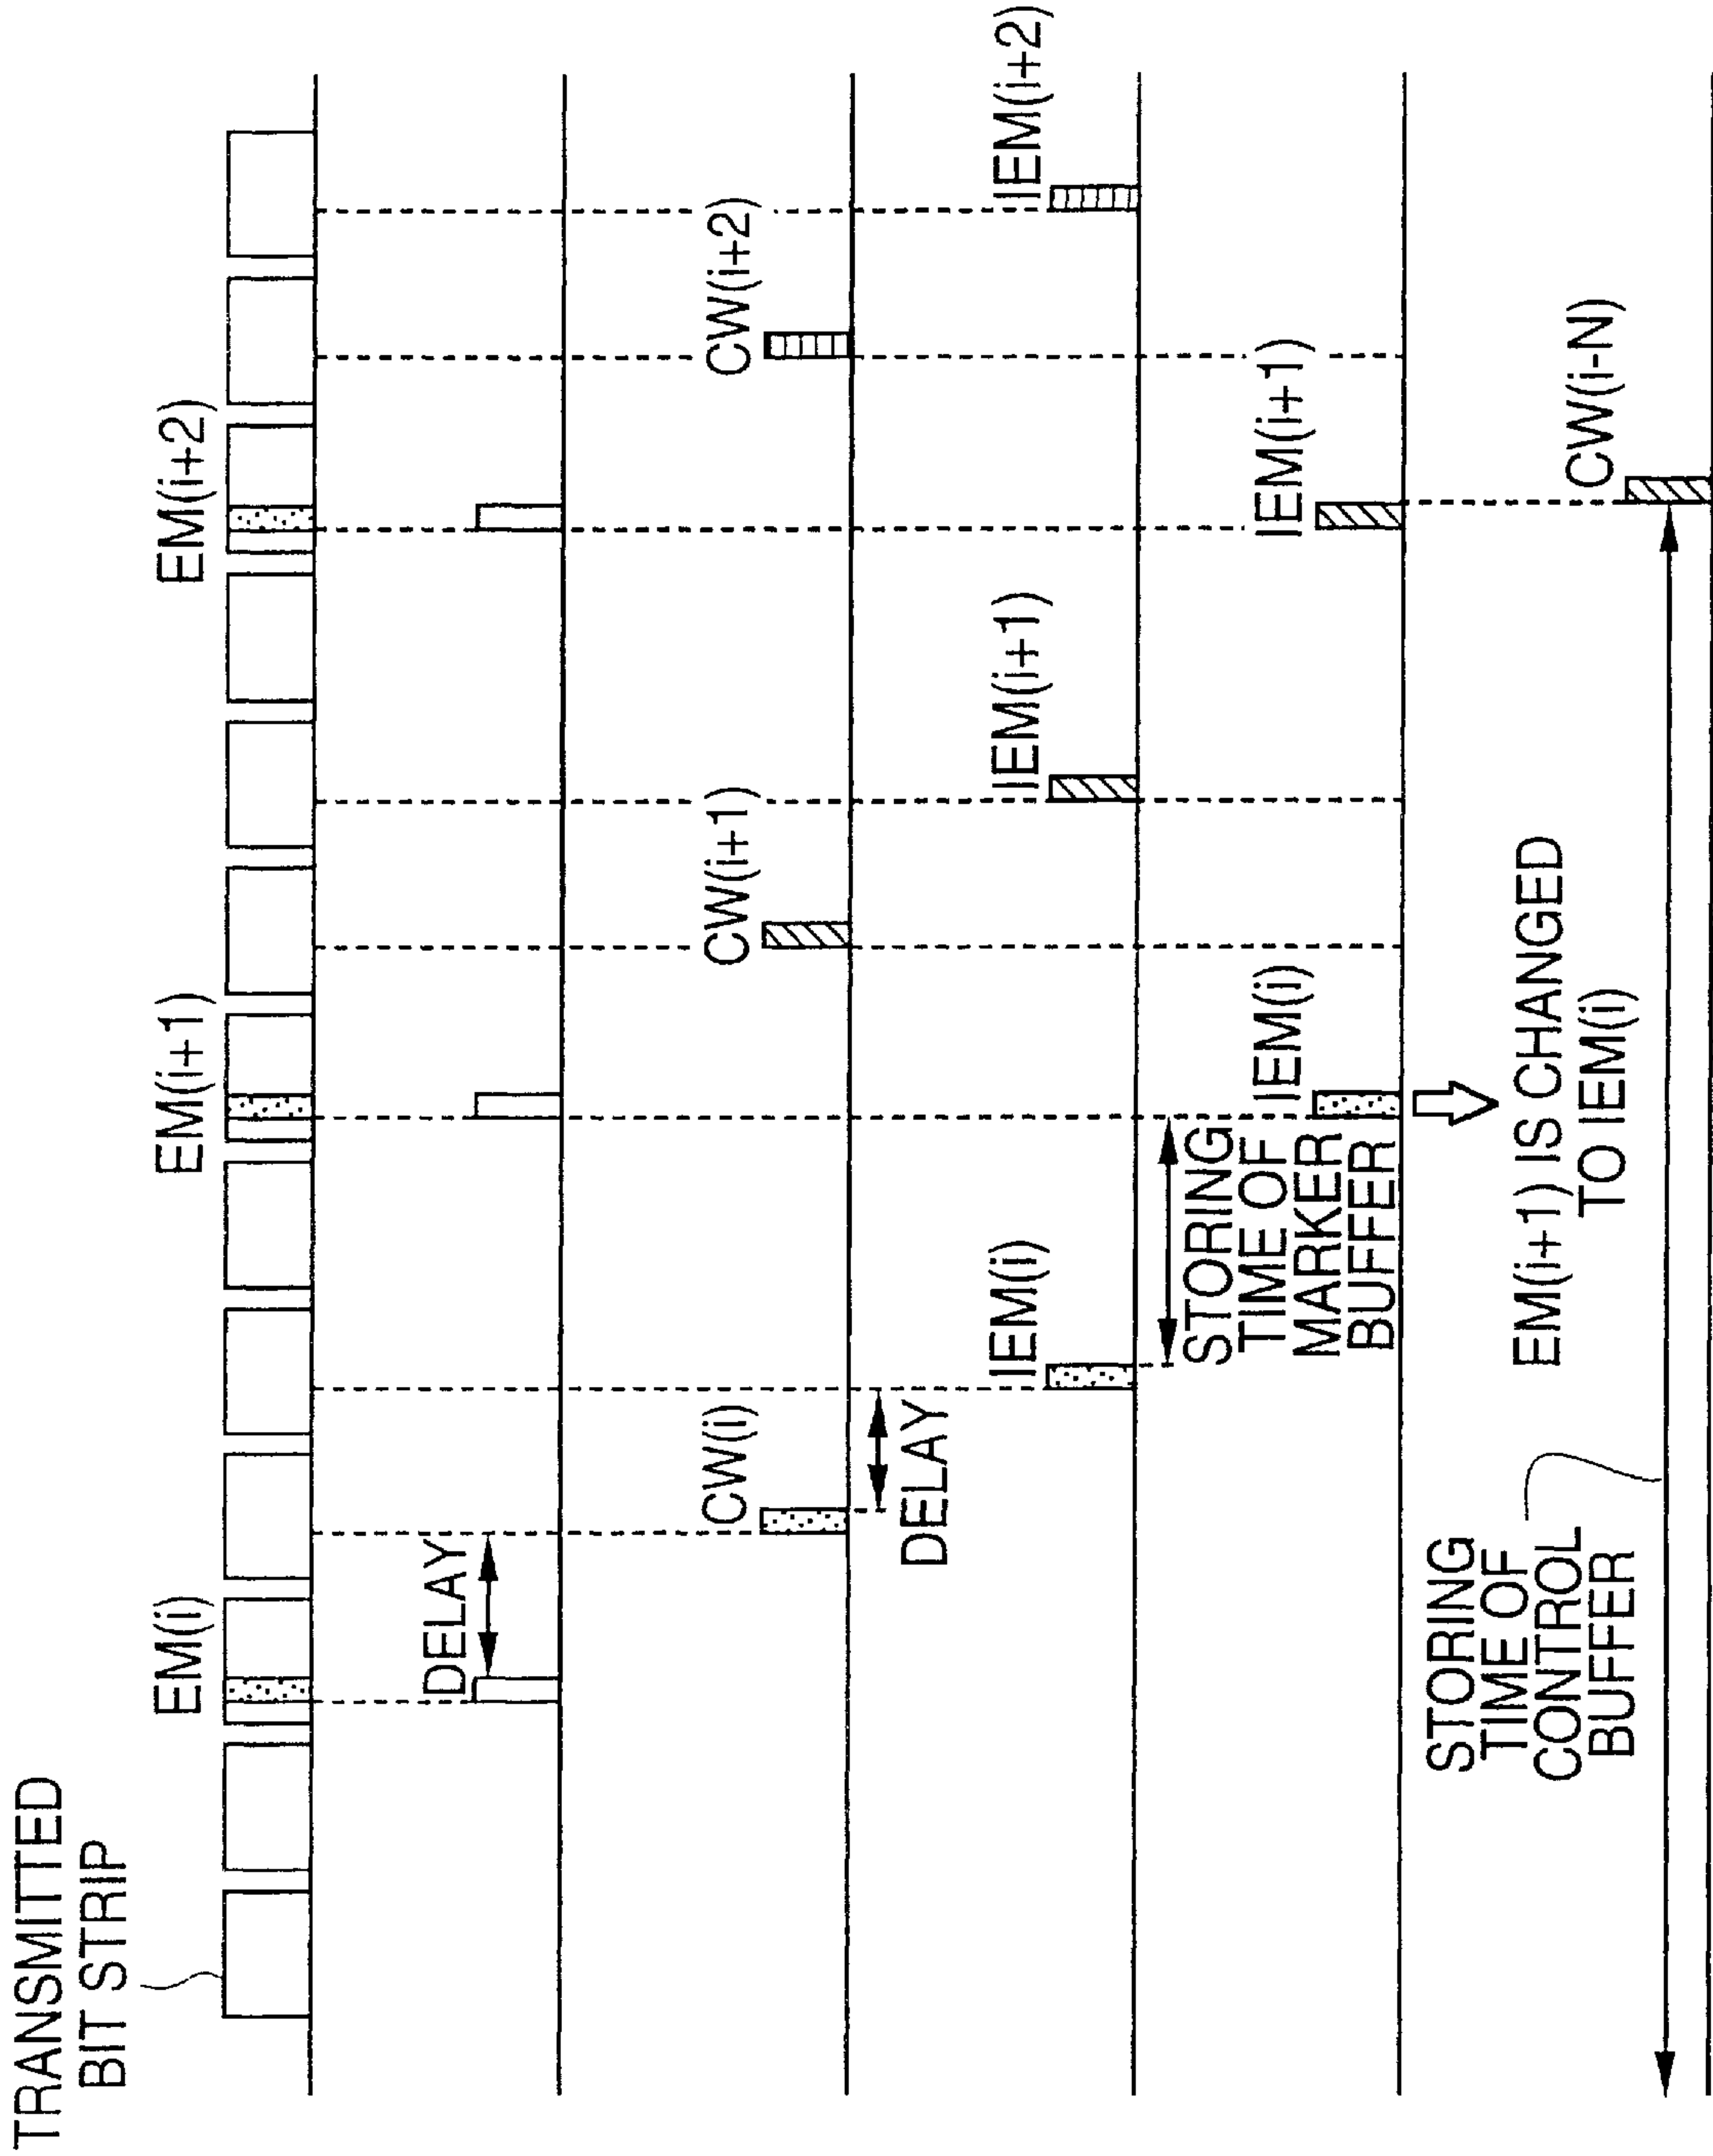 TRANSMITTED
BIT STRIP
EM(i)
EM(i+1)
EM(i+2)
DELAY
CW(i)
CW(i+1)
CW(i+2)
DELAY
IEM(i)
IEM(i+1)
IEM(i+2)
STORING
TIME OF
MARKER
BUFFER
IEM(i)
IEM(i+1)
EM(i+1) IS CHANGED
TO IEM(i)
STORING
TIME OF
CONTROL
BUFFER
CW(i-N)